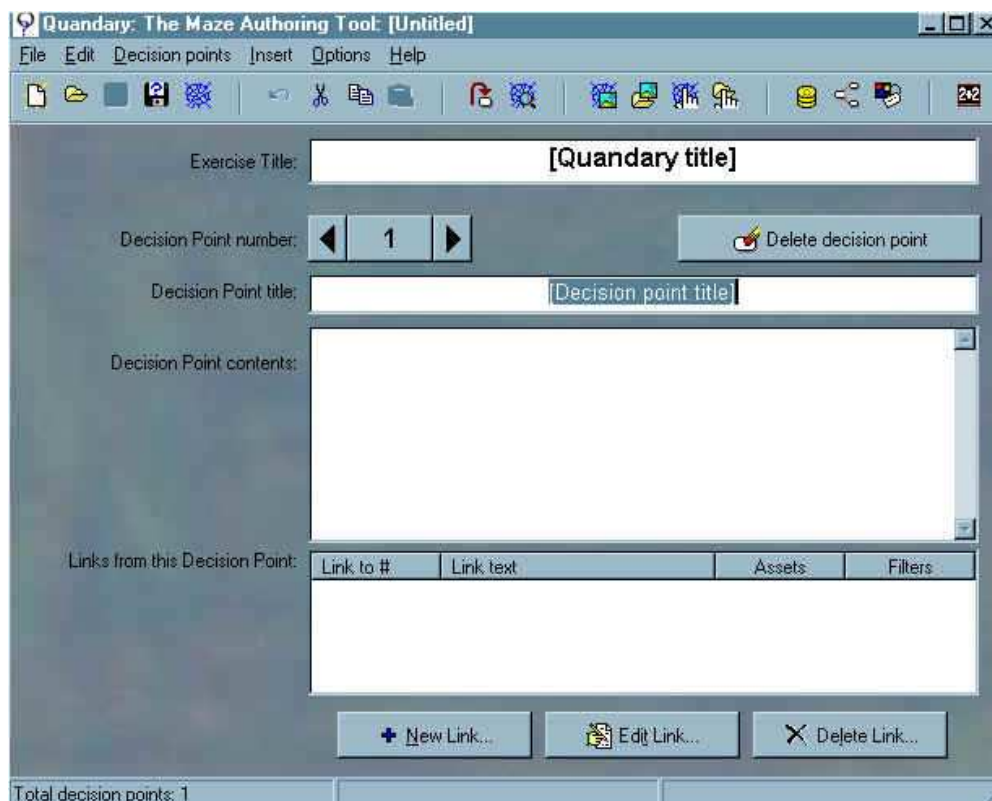 Quandary: The Maze Authoring Tool: [Untitled]
File Edit Decision points Insert Options Help
2+2
Exercise Title: [Quandary title]
Decision Point number: 1 Delete decision point
Decision Point title: [Decision point title]
Decision Point contents:
Links from this Decision Point: Link to # Link text Assets Filters
New Link... Edit Link... Delete Link...
Total decision points: 1